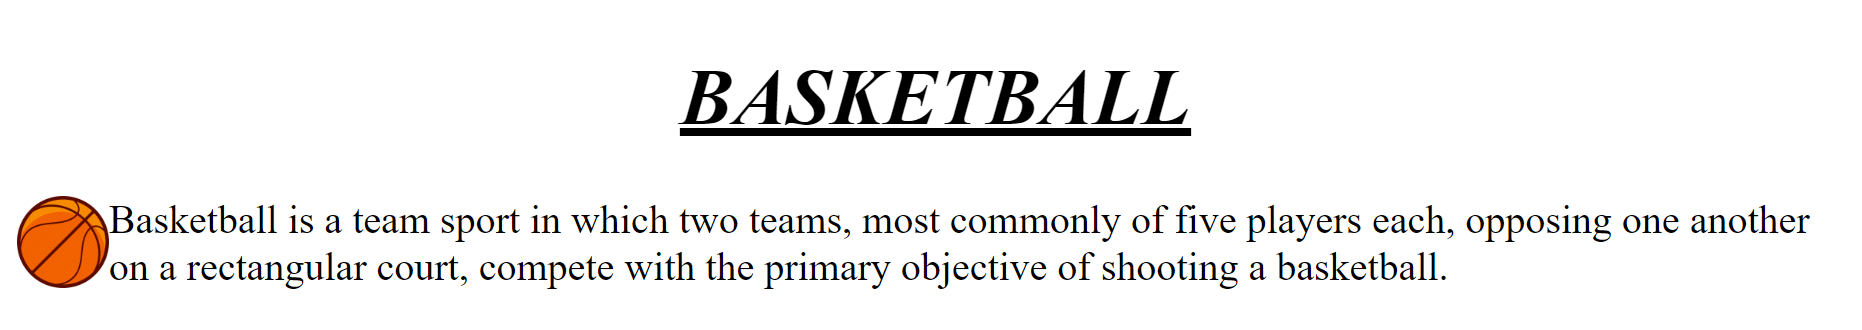 BASKETBALL
Basketball is a team sport in which two teams, most commonly of five players each, opposing one another
on a rectangular court, compete with the primary objective of shooting a basketball.